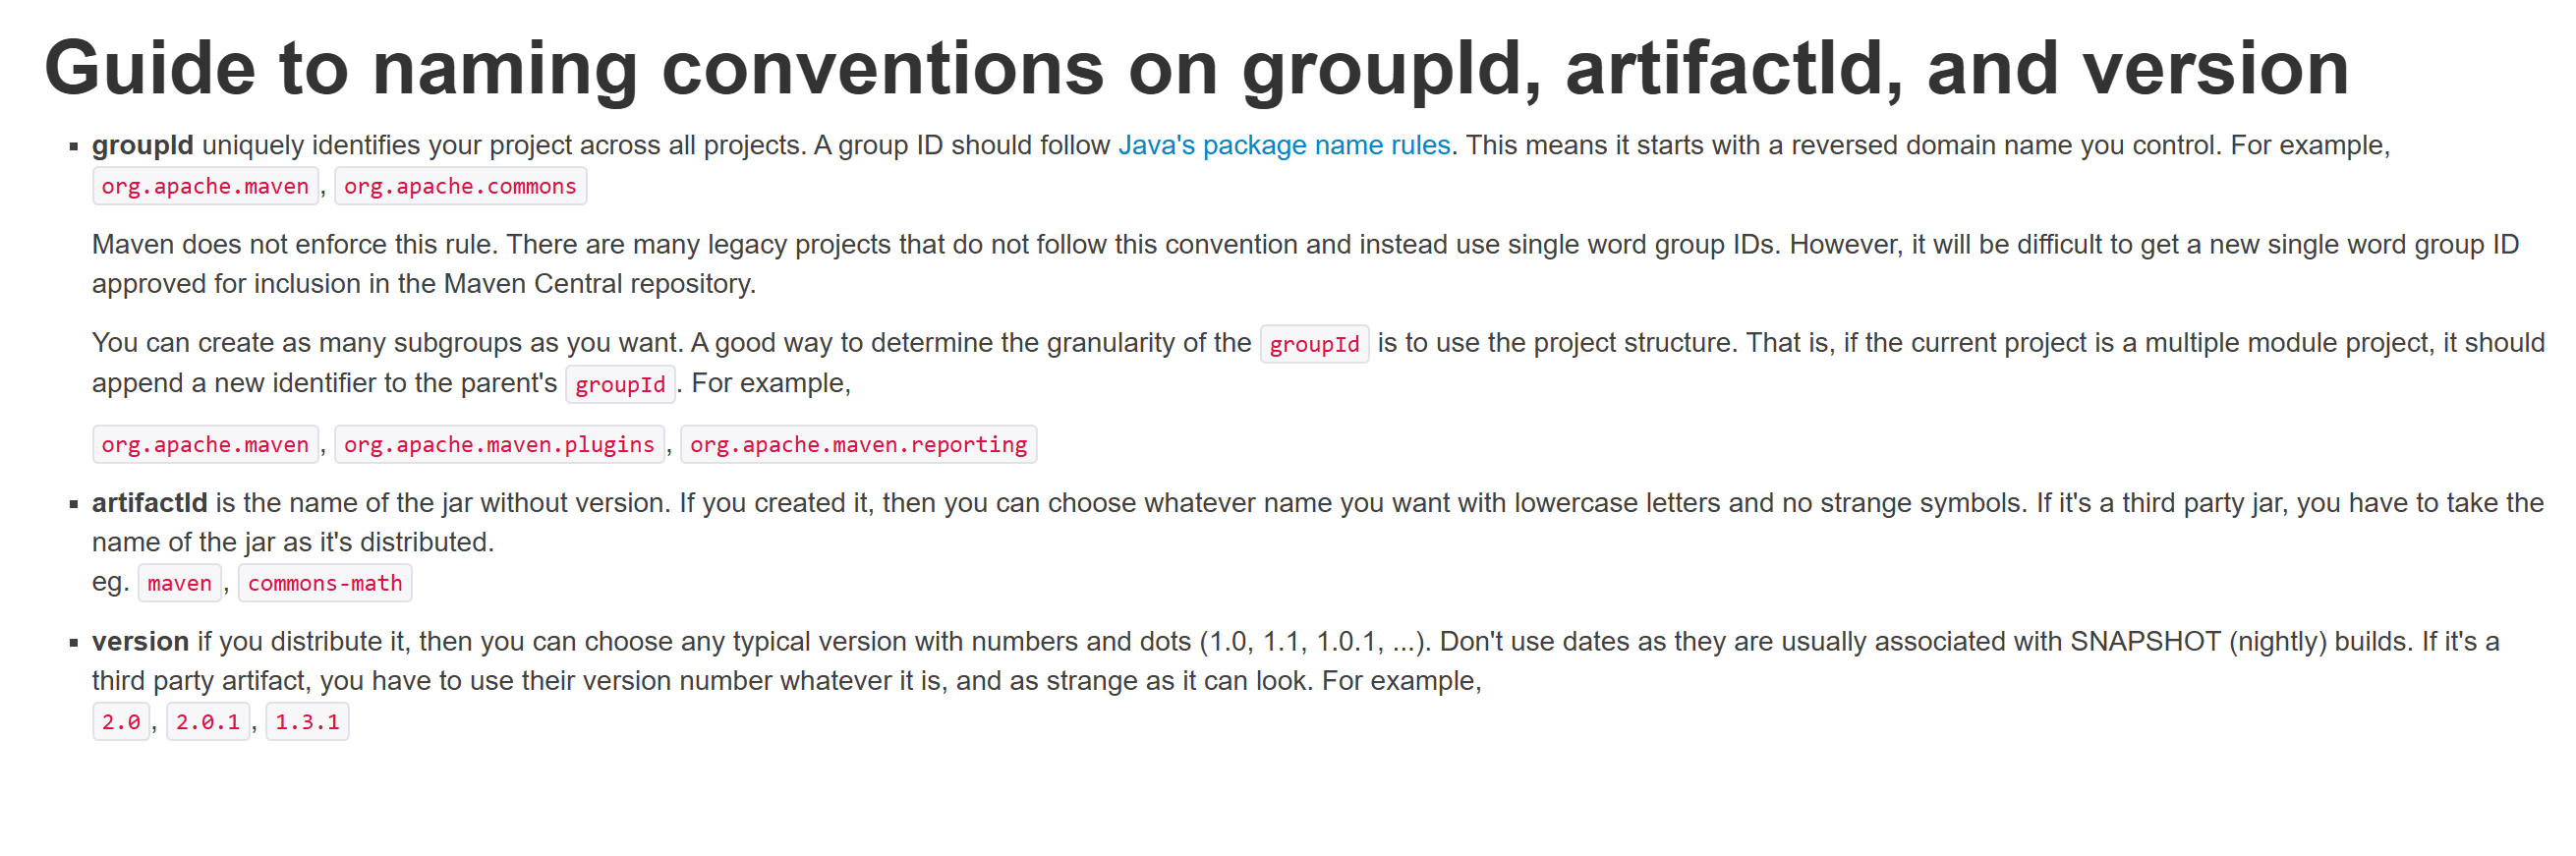 Guide to naming conventions on groupId, artifactId, and version
groupId uniquely identifies your project across all projects. A group ID should follow Java's package name rules. This means it starts with a reversed domain name you control. For example,
org.apache.maven, org.apache.commons
Maven does not enforce this rule. There are many legacy projects that do not follow this convention and instead use single word group IDs. However, it will be difficult to get a new single word group ID
approved for inclusion in the Maven Central repository.
You can create as many subgroups as you want. A good way to determine the granularity of the groupId is to use the project structure. That is, if the current project is a multiple module project, it should
append a new identifier to the parent's groupId. For example,
org.apache.maven, org.apache.maven.plugins, org.apache.maven.reporting
artifactId is the name of the jar without version. If you created it, then you can choose whatever name you want with lowercase letters and no strange symbols. If it's a third party jar, you have to take the
name of the jar as it's distributed.
eg. maven, commons-math
version if you distribute it, then you can choose any typical version with numbers and dots (1.0, 1.1, 1.0.1, ...). Don't use dates as they are usually associated with SNAPSHOT (nightly) builds. If it's a
third party artifact, you have to use their version number whatever it is, and as strange as it can look. For example,
2.0, 2.0.1, 1.3.1